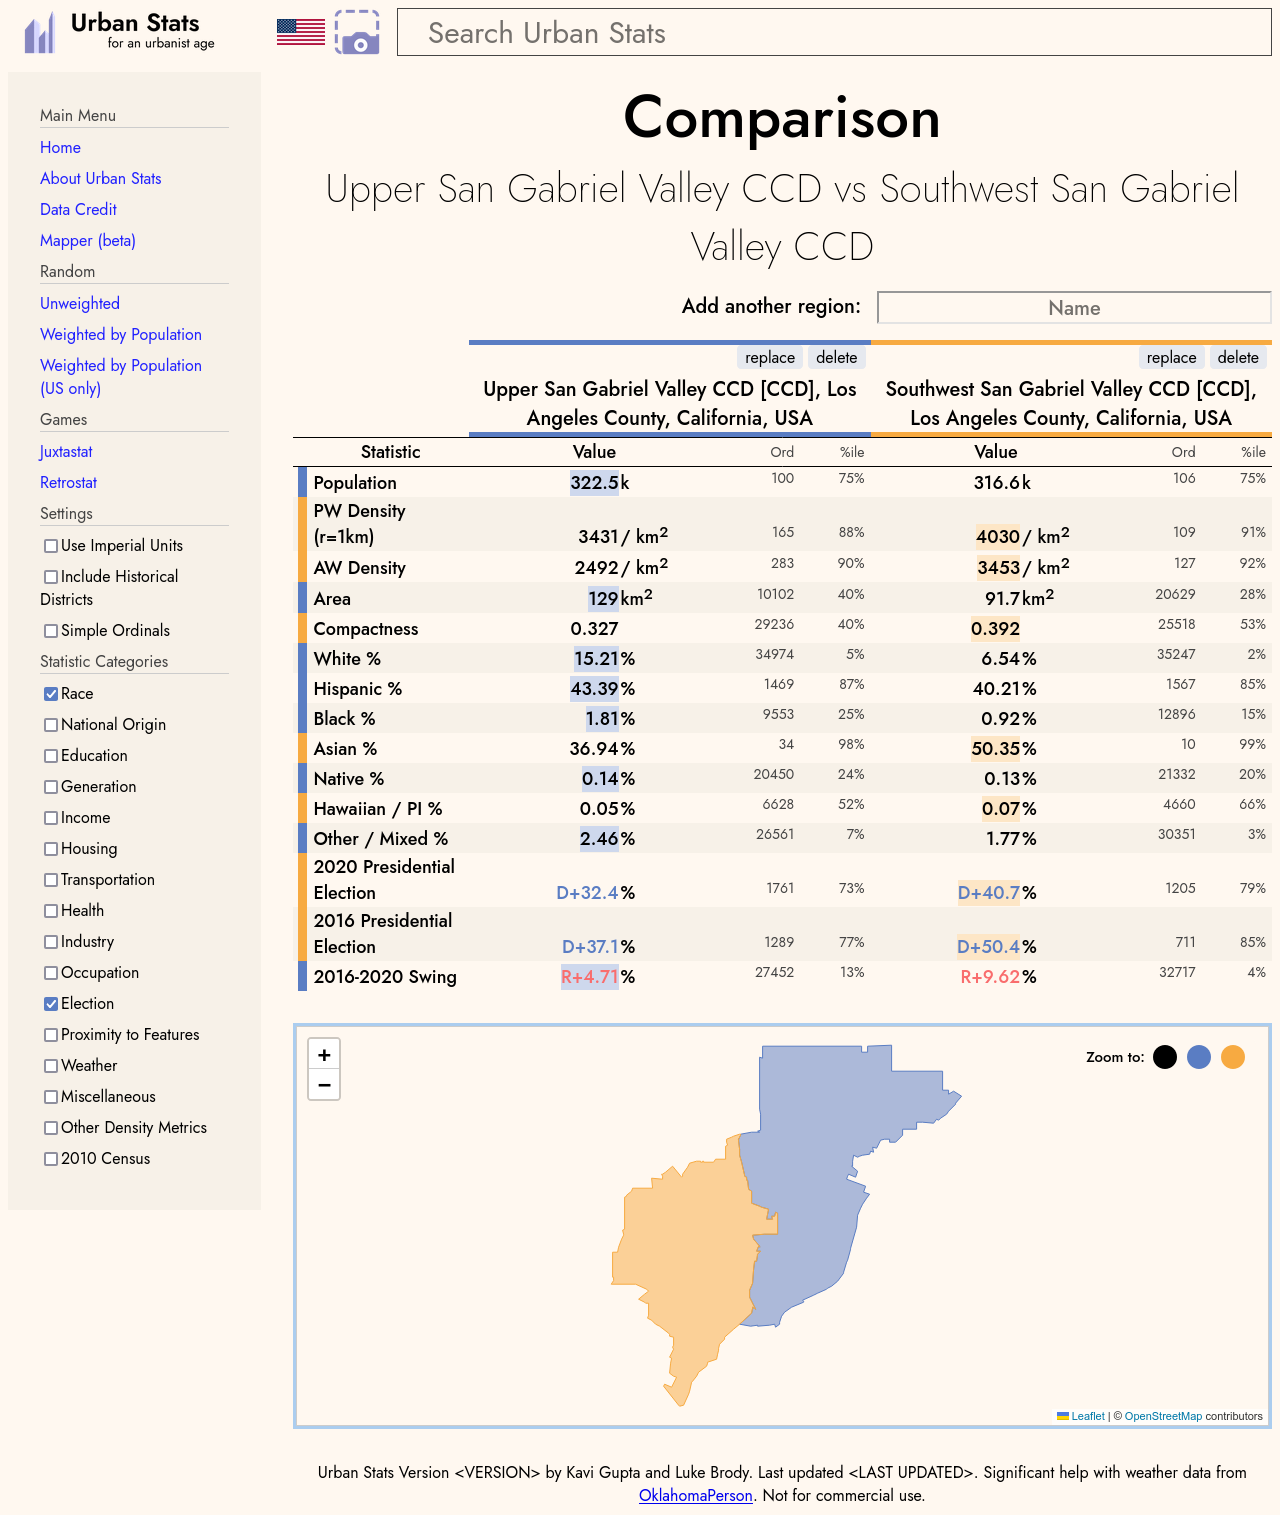 Urban Stats
for an urbanist age
Search Urban Stats
Main Menu
Home
About Urban Stats
Data Credit
Mapper (beta)
Random
Unweighted
Weighted by Population
Weighted by Population
(US only)
Games
Juxtastat
Retrostat
Settings
Use Imperial Units
Include Historical
Districts
Simple Ordinals
Statistic Categories
Race
National Origin
Education
Generation
Income
Housing
Transportation
Health
Industry
Occupation
Election
Proximity to Features
Weather
Miscellaneous
Other Density Metrics
2010 Census
Comparison
Upper San Gabriel Valley CCD vs Southwest San Gabriel
Valley CCD
Add another region: Name
replace delete replace delete
Upper San Gabriel Valley CCD [CCD], Los
Angeles County, California, USA
Southwest San Gabriel Valley CCD [CCD],
Los Angeles County, California, USA
Statistic Value Ord %ile Value Ord %ile
Population 322.5k 100 75% 316.6k 106 75%
PW Density
(r=1km) 3431/ km² 165 88% 4030/ km² 109 91%
AW Density 2492/ km² 283 90% 3453/ km² 127 92%
Area 129km² 10102 40% 91.7km² 20629 28%
Compactness 0.327 29236 40% 0.392 25518 53%
White % 15.21% 34974 5% 6.54% 35247 2%
Hispanic % 43.39% 1469 87% 40.21% 1567 85%
Black % 1.81% 9553 25% 0.92% 12896 15%
Asian % 36.94% 34 98% 50.35% 10 99%
Native % 0.14% 20450 24% 0.13% 21332 20%
Hawaiian / PI % 0.05% 6628 52% 0.07% 4660 66%
Other / Mixed % 2.46% 26561 7% 1.77% 30351 3%
2020 Presidential
Election D+32.4% 1761 73% D+40.7% 1205 79%
2016 Presidential
Election D+37.1% 1289 77% D+50.4% 711 85%
2016-2020 Swing R+4.71% 27452 13% R+9.62% 32717 4%
+
−
Zoom to:
Leaflet | © OpenStreetMap contributors
Urban Stats Version <VERSION> by Kavi Gupta and Luke Brody. Last updated <LAST UPDATED>. Significant help with weather data from
OklahomaPerson. Not for commercial use.